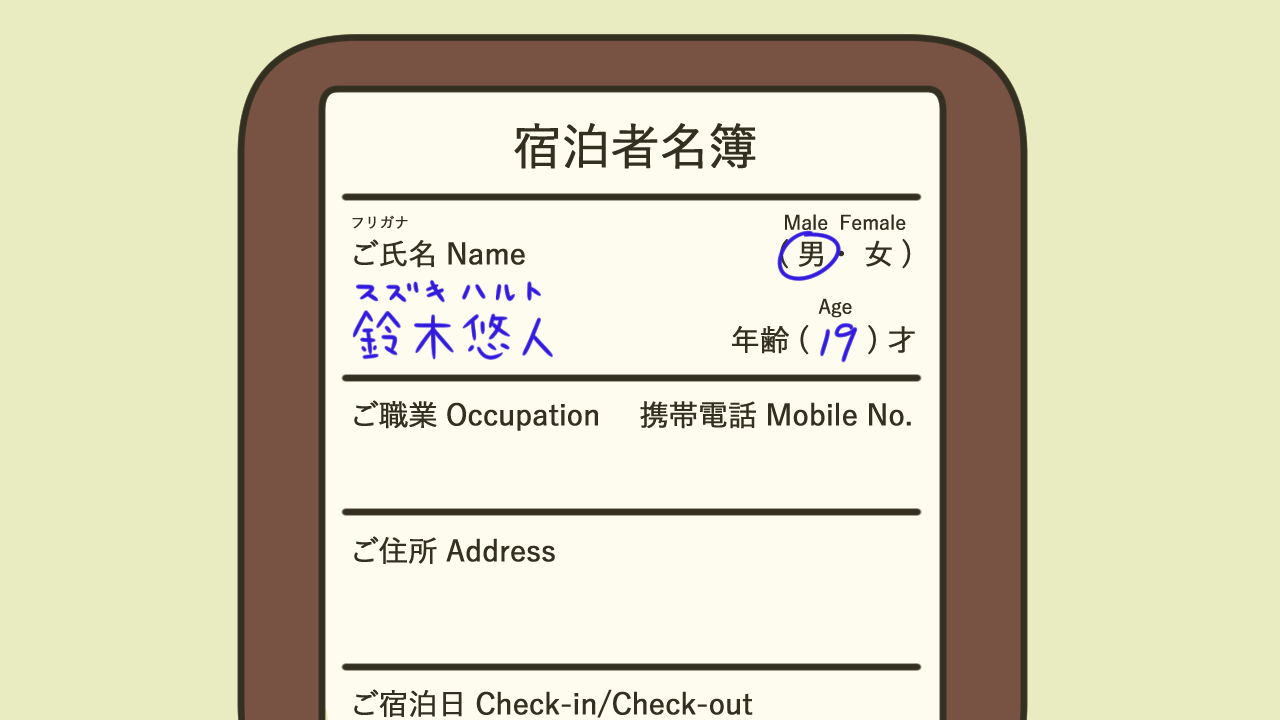 宿泊者名簿
フリガナ
ご氏名 Name
スズキ ハルト
鈴木悠人
Male Female
(男・女)
Age
年齢(19)才
ご職業 Occupation
携帯電話 Mobile No.
ご住所 Address
ご宿泊日 Check-in/Check-out